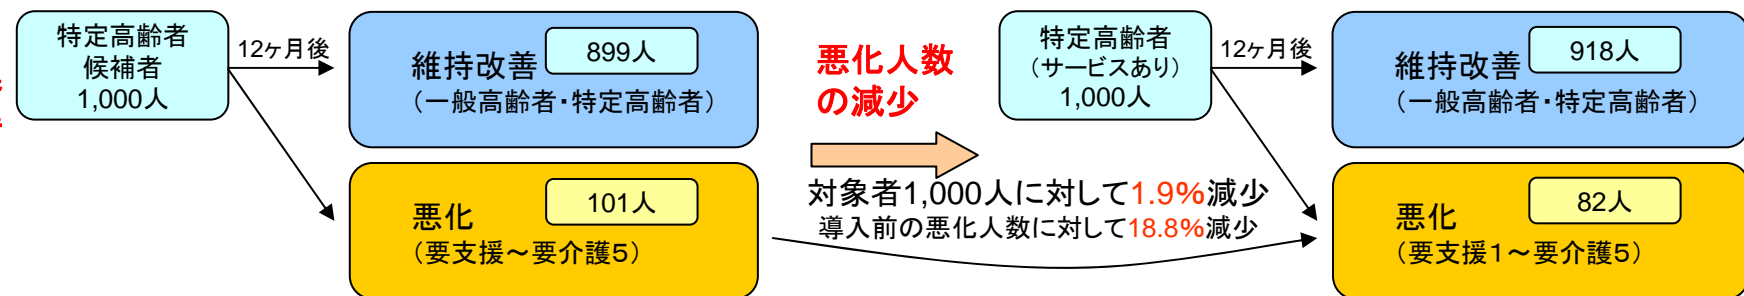 特定高齢者
候補者
1,000人
12ヶ月後
維持改善
899人
（一般高齢者・特定高齢者）
悪化
101人
（要支援～要介護5）
悪化人数
の減少
対象者1,000人に対して1.9%減少
導入前の悪化人数に対して18.8%減少
特定高齢者
（サービスあり）
1,000人
12ヶ月後
維持改善
918人
（一般高齢者・特定高齢者）
悪化
82人
（要支援１～要介護5）